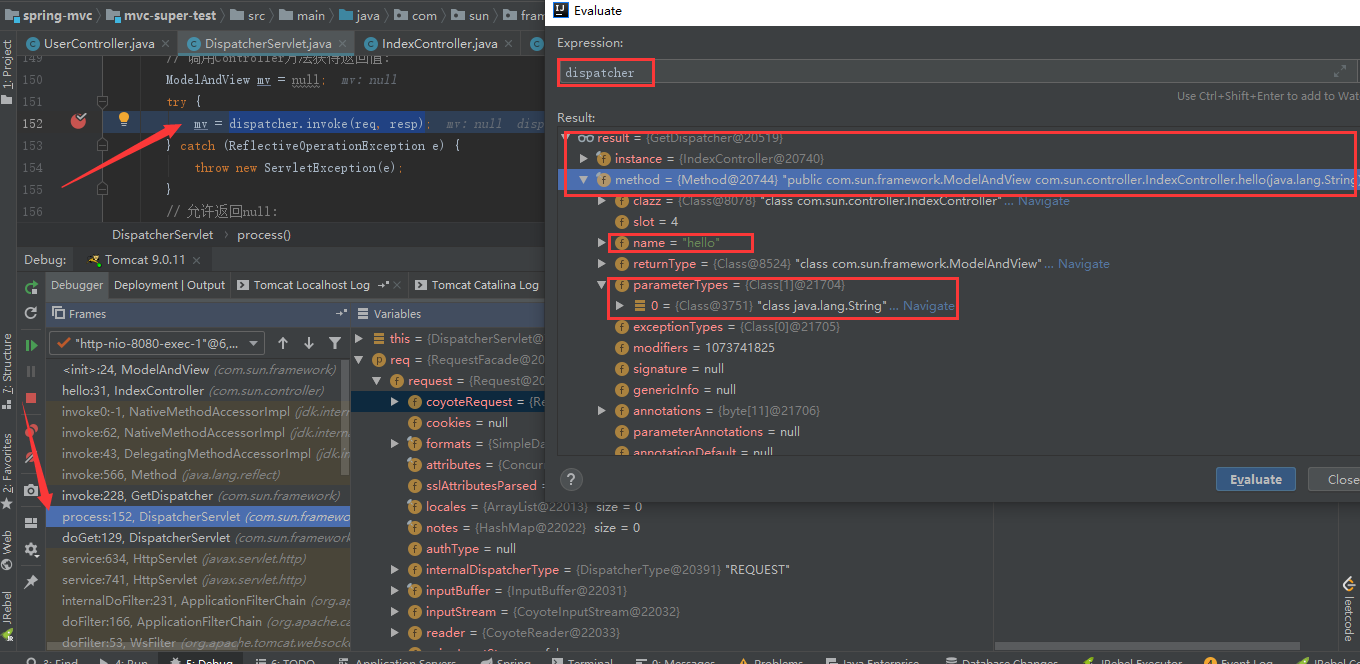 spring-mvc
mvc-super-test
src
main
java
com
sun
UserController.java
DispatcherServlet.java
IndexController.java
149 // 调用Controller方法获得返回值:
150 ModelAndView mv = null; mv: null
151 try {
152 mv = dispatcher.invoke(req, resp); mv: null
153 } catch (ReflectiveOperationException e) {
154 throw new ServletException(e);
155 }
156 // 允许返回null:
DispatcherServlet
process()
1: Project
7: Structure
2: Favorites
Web
JRebel
Debug:
Tomcat 9.0.11
Debugger
Deployment | Output
Tomcat Localhost Log
Tomcat Catalina Log
Frames
"http-nio-8080-exec-1"@6,...
<init>:24, ModelAndView (com.sun.framework)
hello:31, IndexController (com.sun.controller)
invoke0:-1, NativeMethodAccessorImpl (jdk.intern
invoke:62, NativeMethodAccessorImpl (jdk.interna
invoke:43, DelegatingMethodAccessorImpl (jdk.in
invoke:566, Method (java.lang.reflect)
invoke:228, GetDispatcher (com.sun.framework)
process:152, DispatcherServlet (com.sun.framewo
doGet:129, DispatcherServlet (com.sun.framewo
service:634, HttpServlet (javax.servlet.http)
service:741, HttpServlet (javax.servlet.http)
internalDoFilter:231, ApplicationFilterChain (org.ap
doFilter:166, ApplicationFilterChain (org.apache.ca
doFilter:53, WsFilter (org.apache.tomcat.websocke
Variables
this = {DispatcherServlet@
req = {RequestFacade@20
request = {Request@20
coyoteRequest = {Re
cookies = null
formats = {SimpleDa
attributes = {Concur
sslAttributesParsed =
locales = {ArrayList@22013} size = 0
notes = {HashMap@22022} size = 0
authType = null
internalDispatcherType = {DispatcherType@20391} "REQUEST"
inputBuffer = {InputBuffer@22031}
inputStream = {CoyoteInputStream@22032}
reader = {CoyoteReader@22033}
Evaluate
Expression:
dispatcher
Use Ctrl+Shift+Enter to add to Wat
Result:
result = {GetDispatcher@20519}
instance = {IndexController@20740}
method = {Method@20744} "public com.sun.framework.ModelAndView com.sun.controller.IndexController.hello(java.lang.String)
clazz = {Class@8078} "class com.sun.controller.IndexController"... Navigate
slot = 4
name = "hello"
returnType = {Class@8524} "class com.sun.framework.ModelAndView"... Navigate
parameterTypes = {Class[1]@21704}
0 = {Class@3751} "class java.lang.String"... Navigate
exceptionTypes = {Class[0]@21705}
modifiers = 1073741825
signature = null
genericInfo = null
annotations = {byte[11]@21706}
parameterAnnotations = null
annotationDefault = null
?
Evaluate
Close
leetcode
3: Find
4: Run
5: Debug
6: TODO
Application Servers
Spring
Terminal
0: Messages
Problems
Java Enterprise
Database Changes
JRebel Executor
Event Log